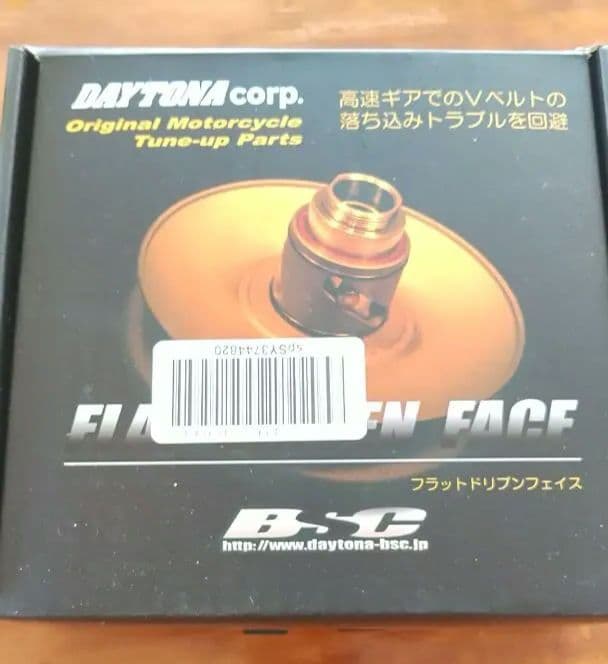 DAYTONA corp.
Original Motorcycle
Tune-up Parts
高速ギアでのVベルトの
落ち込みトラブルを回避
spSY3744820
FACE
フラットドリブンフェイス
BSC
http://www.daytona-bsc.jp